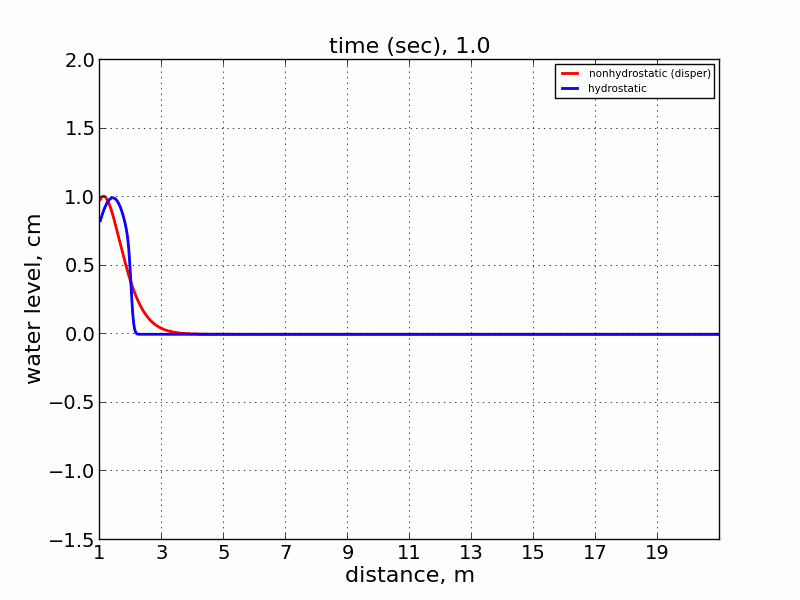 time (sec), 1.0
nonhydrostatic (disper)
hydrostatic
2.0
1.5
1.0
0.5
0.0
−0.5
−1.0
−1.5
water level, cm
1 3 5 7 9 11 13 15 17 19
distance, m